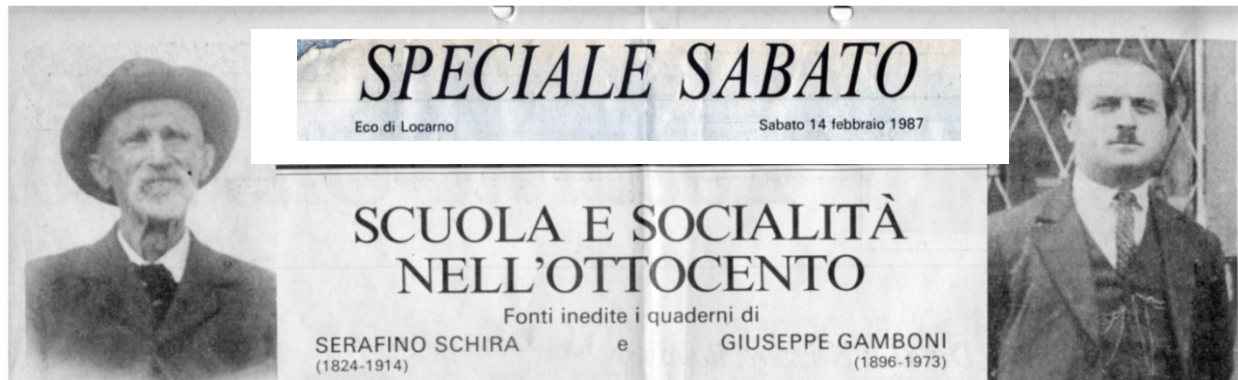 SPECIALE SABATO
Eco di Locarno Sabato 14 febbraio 1987
SCUOLA E SOCIALITÀ
NELL'OTTOCENTO
Fonti inedite i quaderni di
SERAFINO SCHIRA e GIUSEPPE GAMBONI
(1824-1914) (1896-1973)